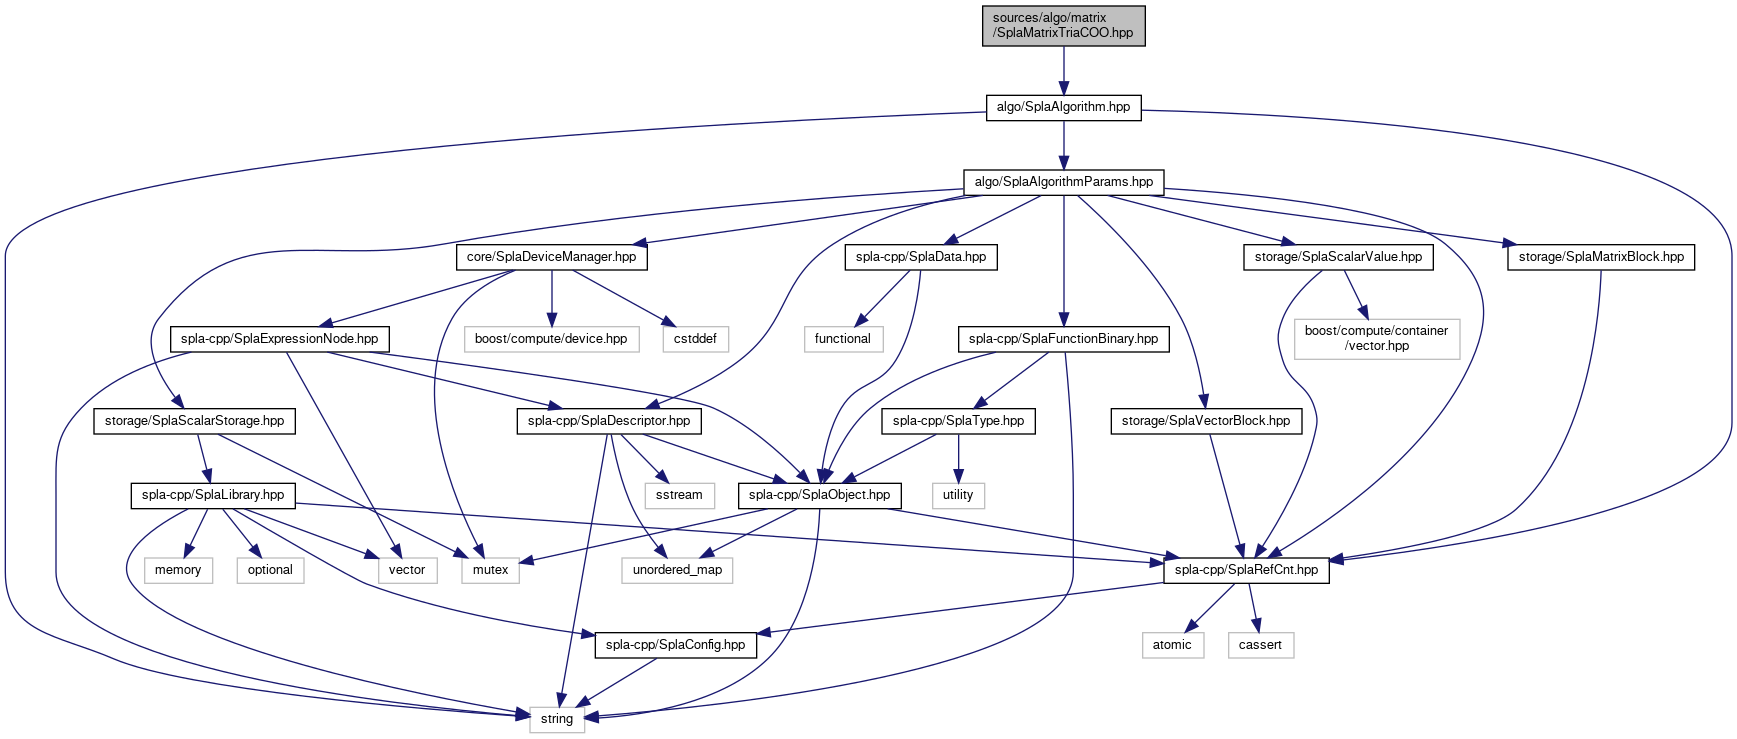 sources/algo/matrix
/SplaMatrixTriaCOO.hpp
algo/SplaAlgorithm.hpp
algo/SplaAlgorithmParams.hpp
core/SplaDeviceManager.hpp
spla-cpp/SplaData.hpp
storage/SplaScalarValue.hpp
storage/SplaMatrixBlock.hpp
spla-cpp/SplaExpressionNode.hpp
boost/compute/device.hpp
cstddef
functional
spla-cpp/SplaFunctionBinary.hpp
boost/compute/container
/vector.hpp
storage/SplaScalarStorage.hpp
spla-cpp/SplaDescriptor.hpp
spla-cpp/SplaType.hpp
storage/SplaVectorBlock.hpp
spla-cpp/SplaLibrary.hpp
sstream
spla-cpp/SplaObject.hpp
utility
memory
optional
vector
mutex
unordered_map
spla-cpp/SplaRefCnt.hpp
spla-cpp/SplaConfig.hpp
atomic
cassert
string